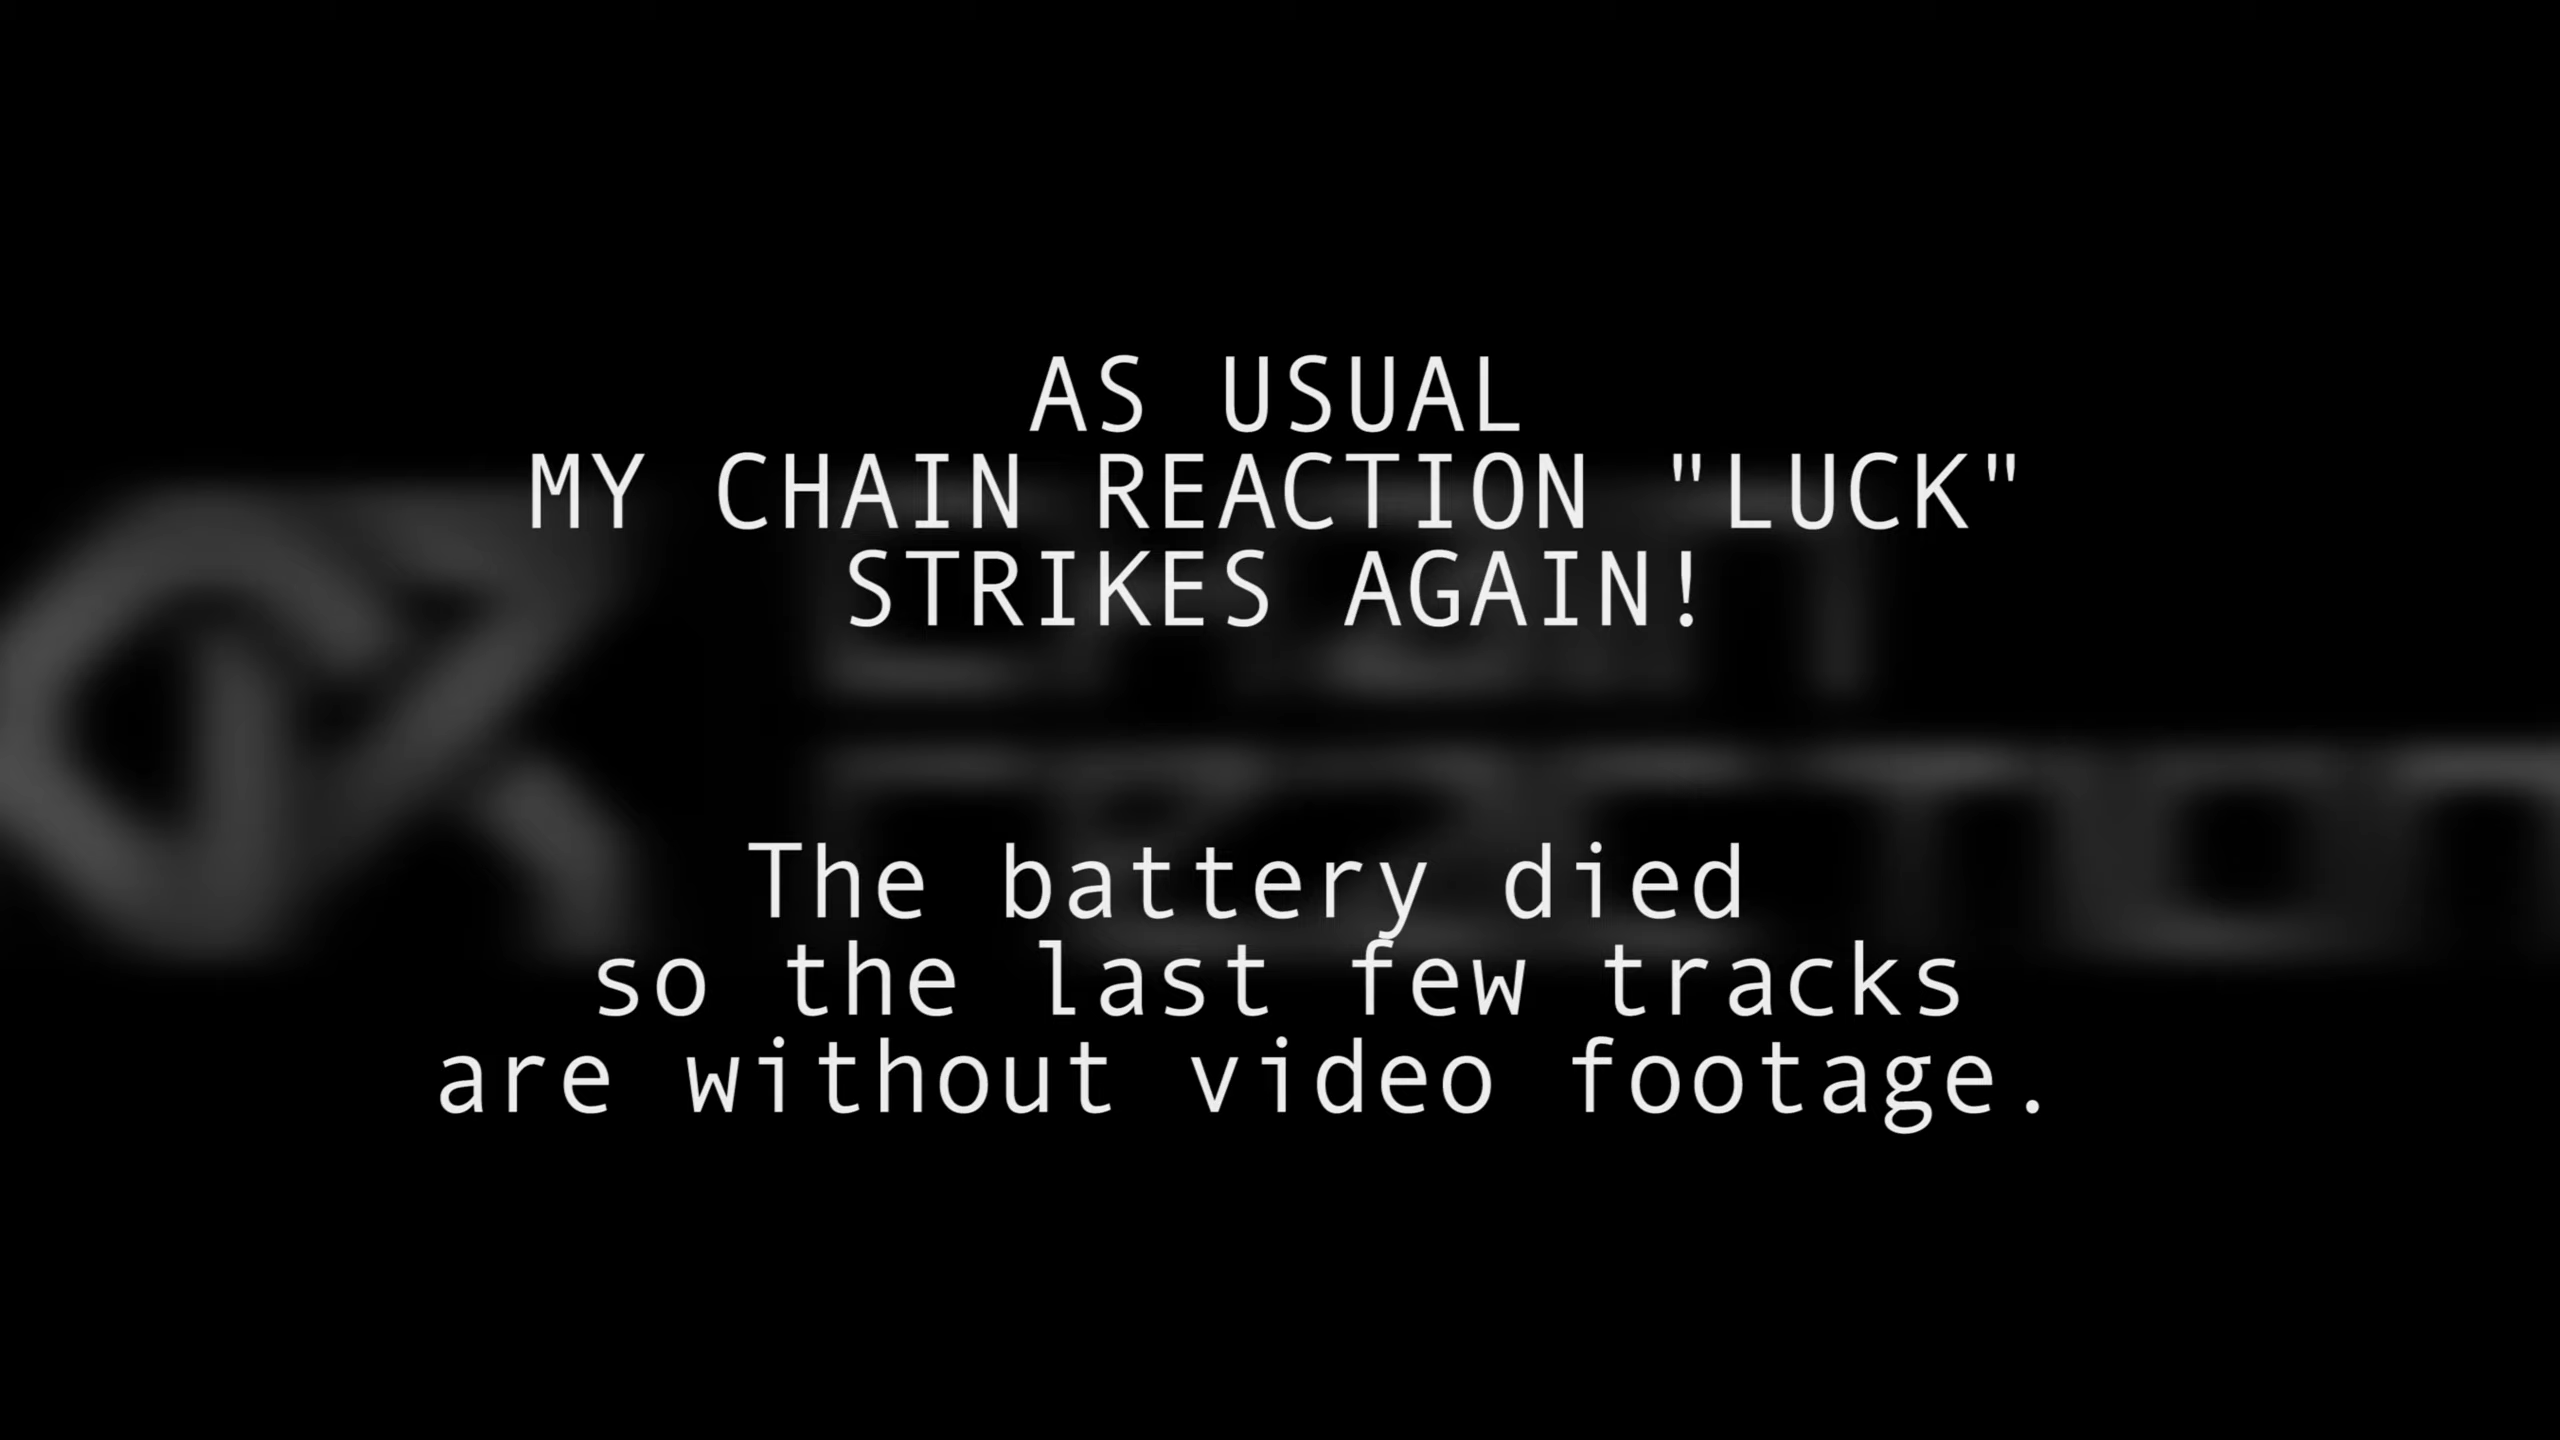 AS USUAL
MY CHAIN REACTION "LUCK"
STRIKES AGAIN!
The battery died
so the last few tracks
are without video footage.